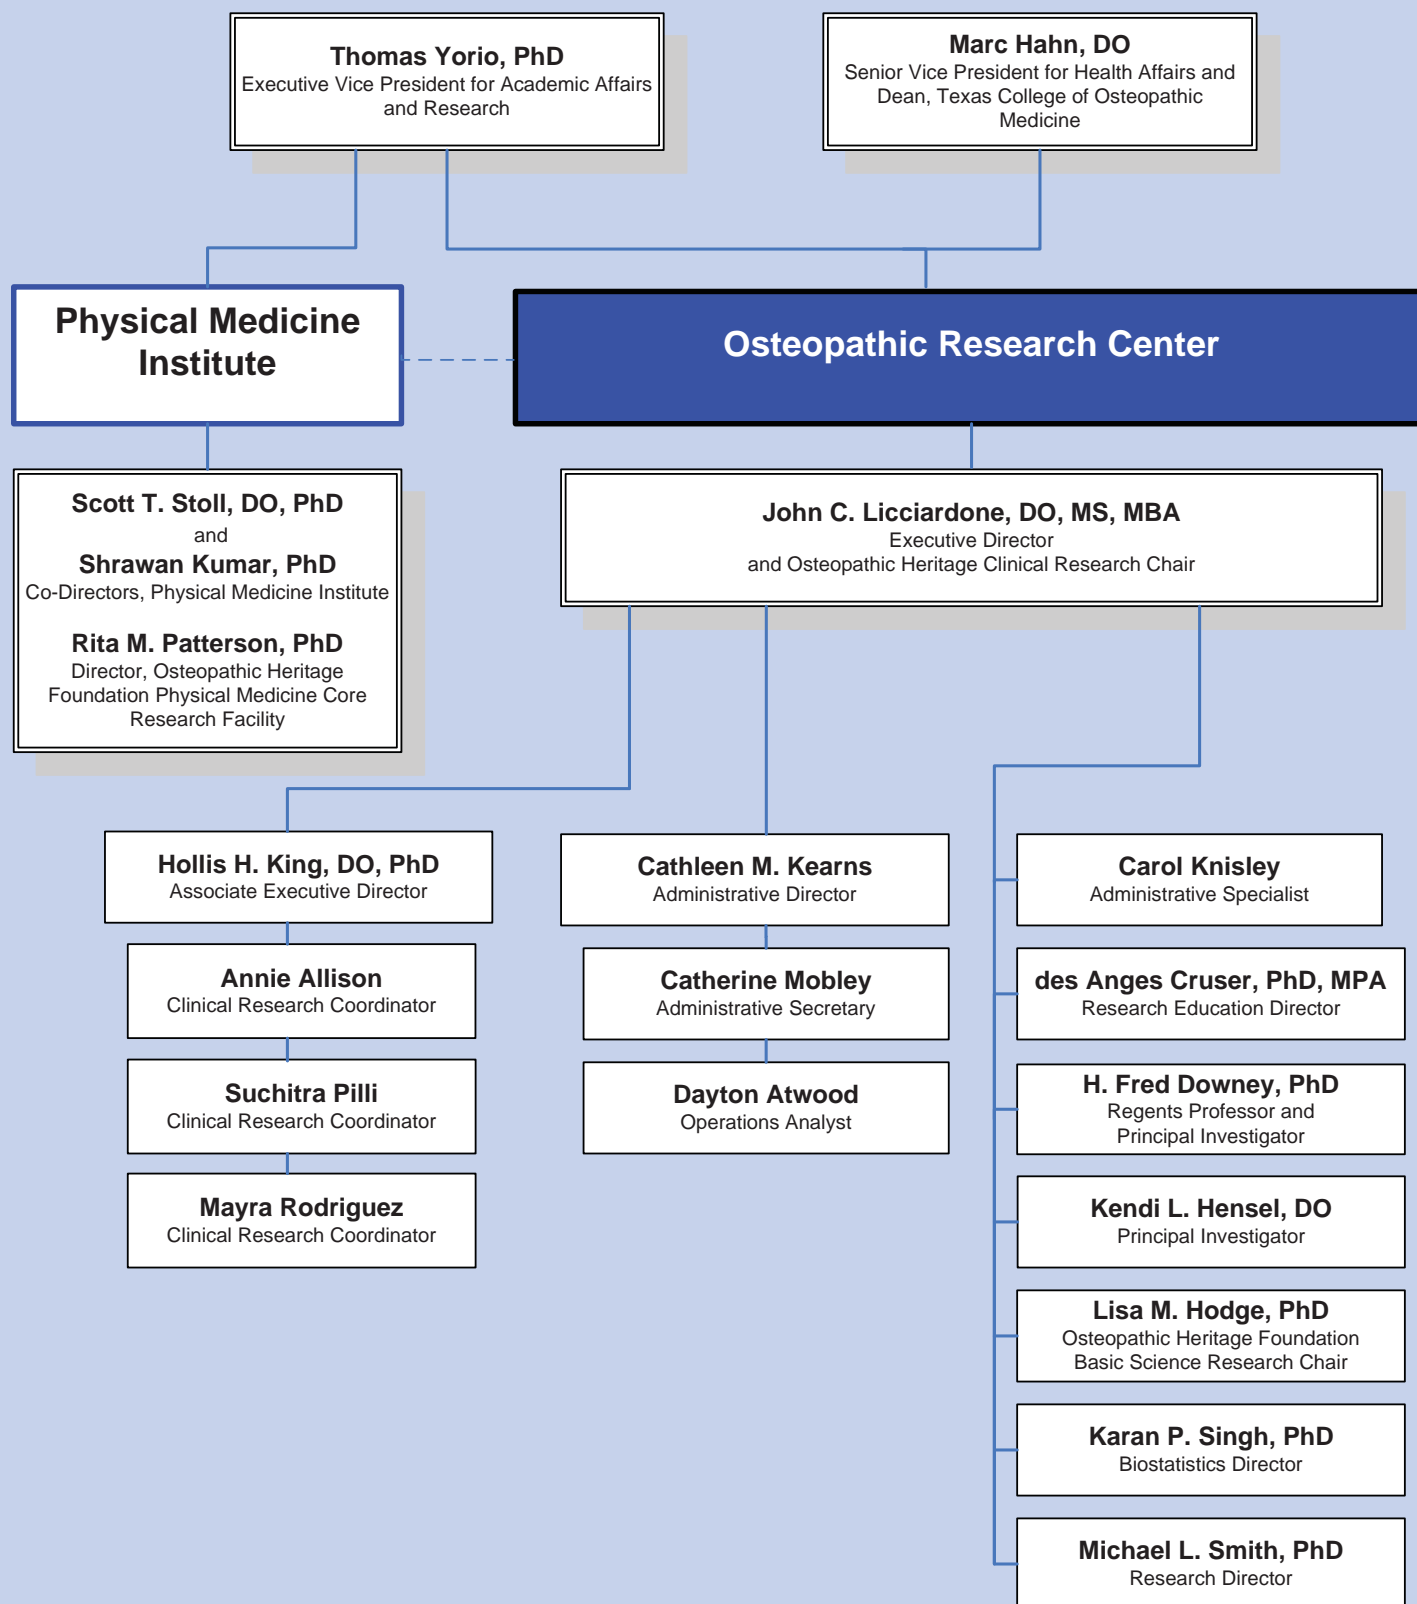 Thomas Yorio, PhD
Executive Vice President for Academic Affairs
and Research
Marc Hahn, DO
Senior Vice President for Health Affairs and
Dean, Texas College of Osteopathic
Medicine
Physical Medicine
Institute
Osteopathic Research Center
Scott T. Stoll, DO, PhD
and
Shrawan Kumar, PhD
Co-Directors, Physical Medicine Institute
Rita M. Patterson, PhD
Director, Osteopathic Heritage
Foundation Physical Medicine Core
Research Facility
John C. Licciardone, DO, MS, MBA
Executive Director
and Osteopathic Heritage Clinical Research Chair
Hollis H. King, DO, PhD
Associate Executive Director
Annie Allison
Clinical Research Coordinator
Suchitra Pilli
Clinical Research Coordinator
Mayra Rodriguez
Clinical Research Coordinator
Cathleen M. Kearns
Administrative Director
Catherine Mobley
Administrative Secretary
Dayton Atwood
Operations Analyst
Carol Knisley
Administrative Specialist
des Anges Cruser, PhD, MPA
Research Education Director
H. Fred Downey, PhD
Regents Professor and
Principal Investigator
Kendi L. Hensel, DO
Principal Investigator
Lisa M. Hodge, PhD
Osteopathic Heritage Foundation
Basic Science Research Chair
Karan P. Singh, PhD
Biostatistics Director
Michael L. Smith, PhD
Research Director